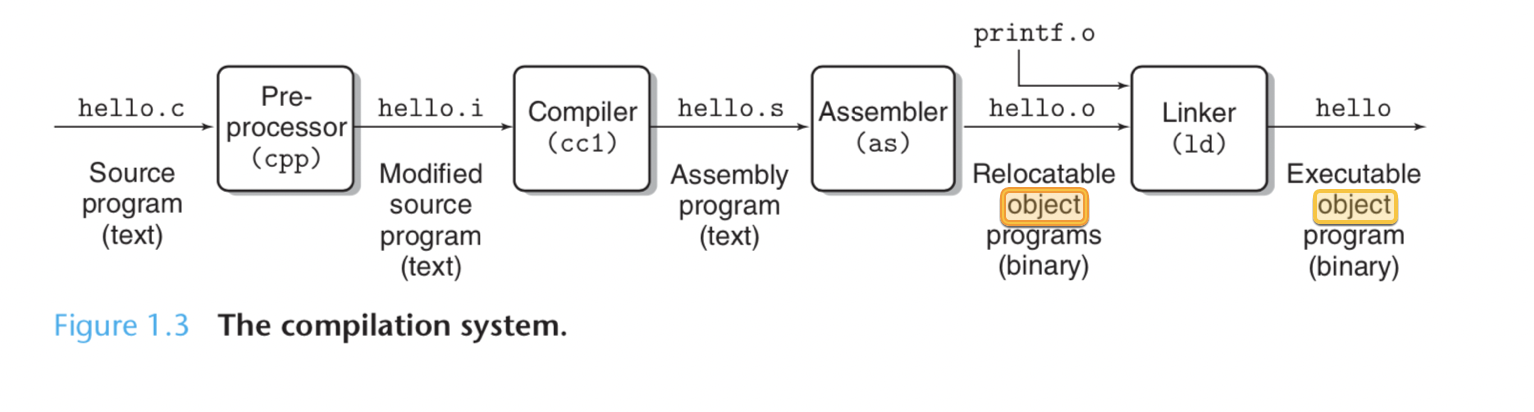 printf.o
hello.c
Pre-
processor
(cpp)
hello.i
Compiler
(cc1)
hello.s
Assembler
(as)
hello.o
Linker
(ld)
hello
Source
program
(text)
Modified
source
program
(text)
Assembly
program
(text)
Relocatable
object
programs
(binary)
Executable
object
program
(binary)
Figure 1.3 The compilation system.